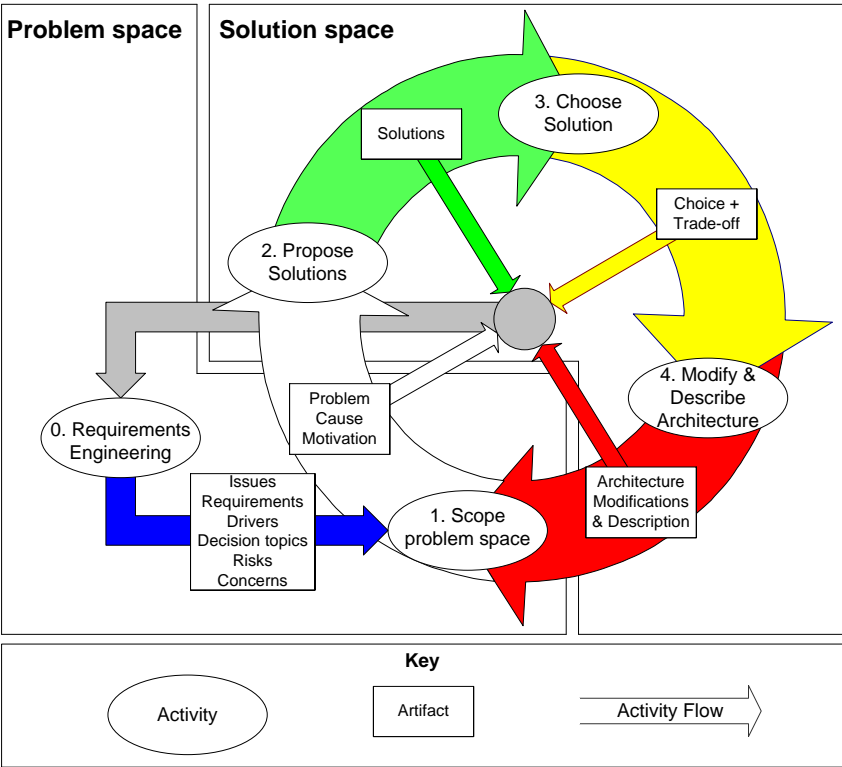 Problem space
Solution space
3. Choose
Solution
Solutions
Choice +
Trade-off
2. Propose
Solutions
4. Modify &
Describe
Architecture
Problem
Cause
Motivation
0. Requirements
Engineering
Issues
Requirements
Drivers
Decision topics
Risks
Concerns
1. Scope
problem space
Architecture
Modifications
& Description
Key
Activity
Artifact
Activity Flow